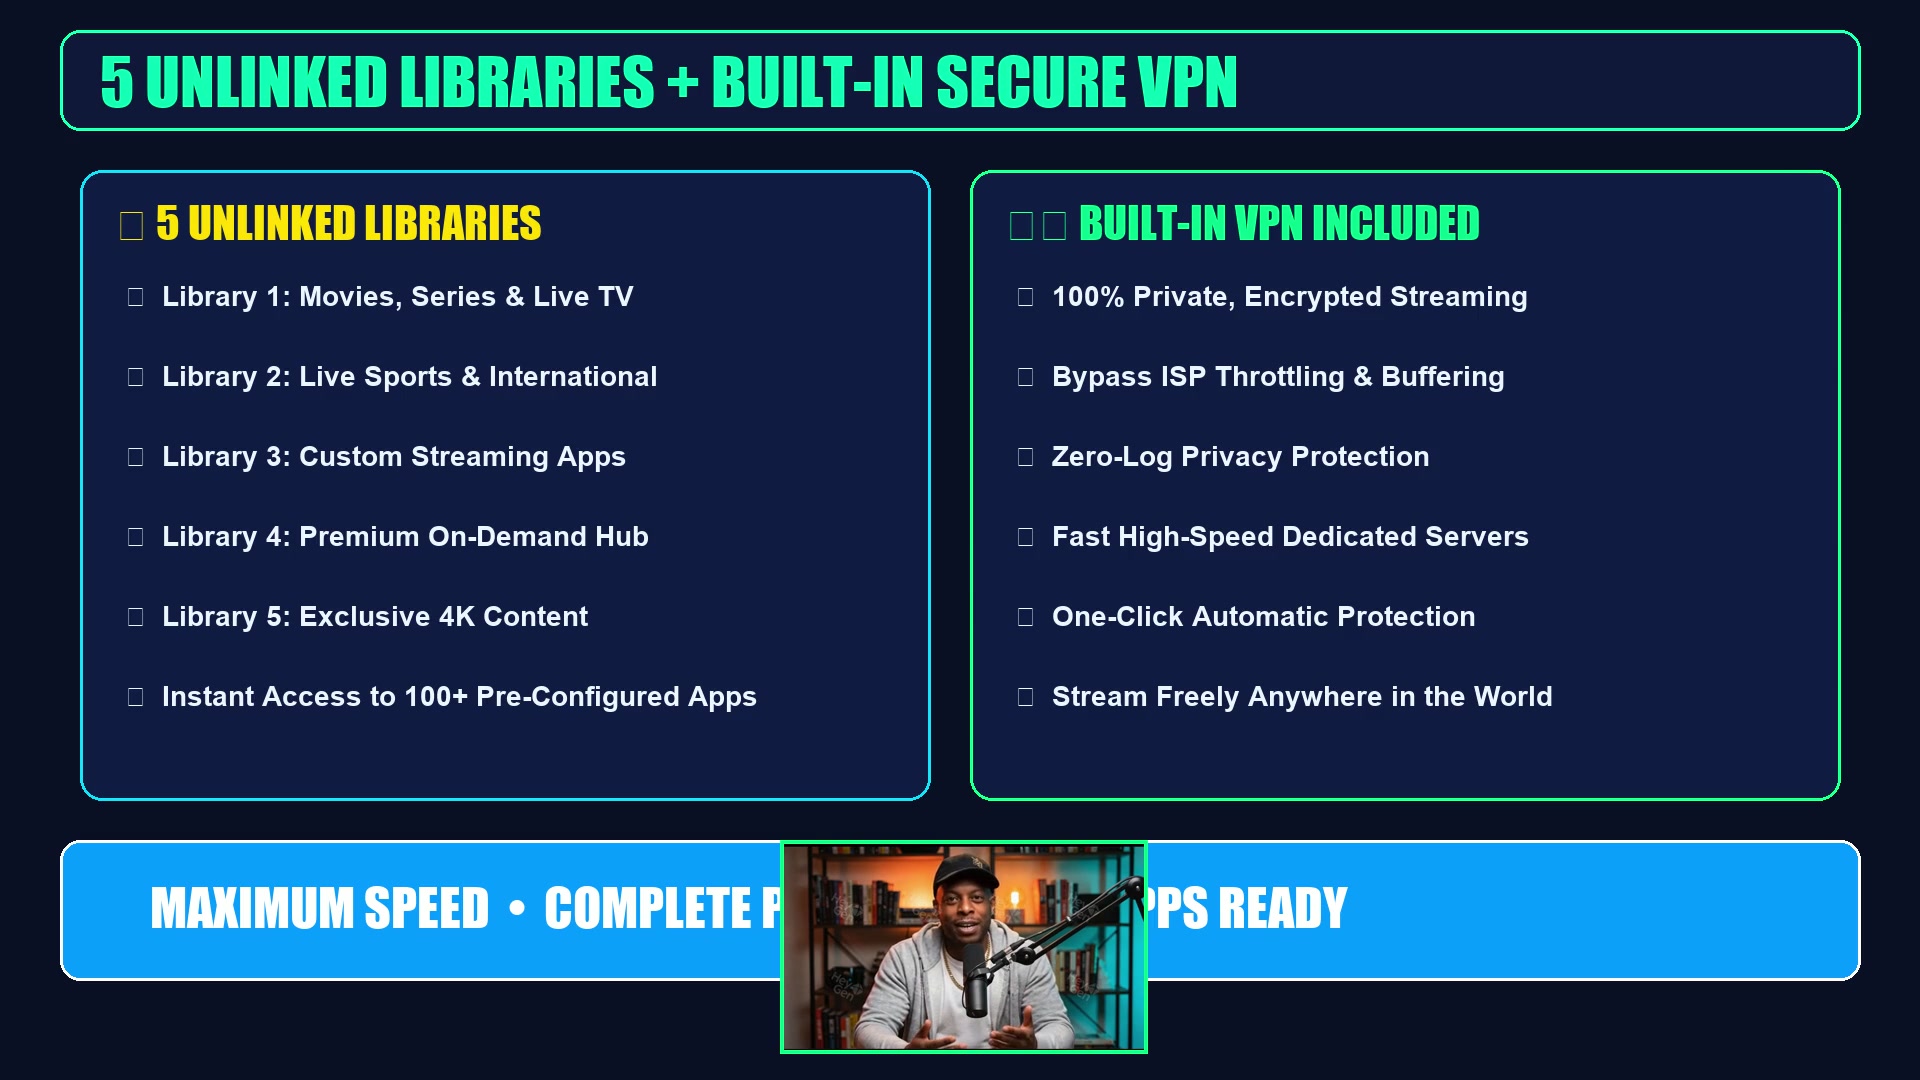 5 UNLINKED LIBRARIES + BUILT-IN SECURE VPN
5 UNLINKED LIBRARIES
Library 1: Movies, Series & Live TV
Library 2: Live Sports & International
Library 3: Custom Streaming Apps
Library 4: Premium On-Demand Hub
Library 5: Exclusive 4K Content
Instant Access to 100+ Pre-Configured Apps
BUILT-IN VPN INCLUDED
100% Private, Encrypted Streaming
Bypass ISP Throttling & Buffering
Zero-Log Privacy Protection
Fast High-Speed Dedicated Servers
One-Click Automatic Protection
Stream Freely Anywhere in the World
MAXIMUM SPEED • COMPLETE READY
HeyGen